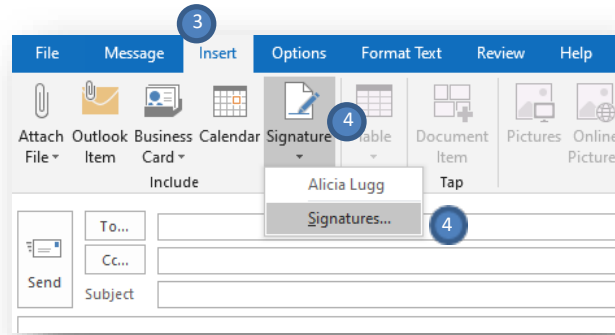 3
File Message Insert Options Format Text Review Help
4
Attach Outlook Business Calendar Signature Table Document Pictures Online
File Item Card Item Picture
Include Tap
Alicia Lugg
Signatures...
4
To...
Cc...
Send
Subject